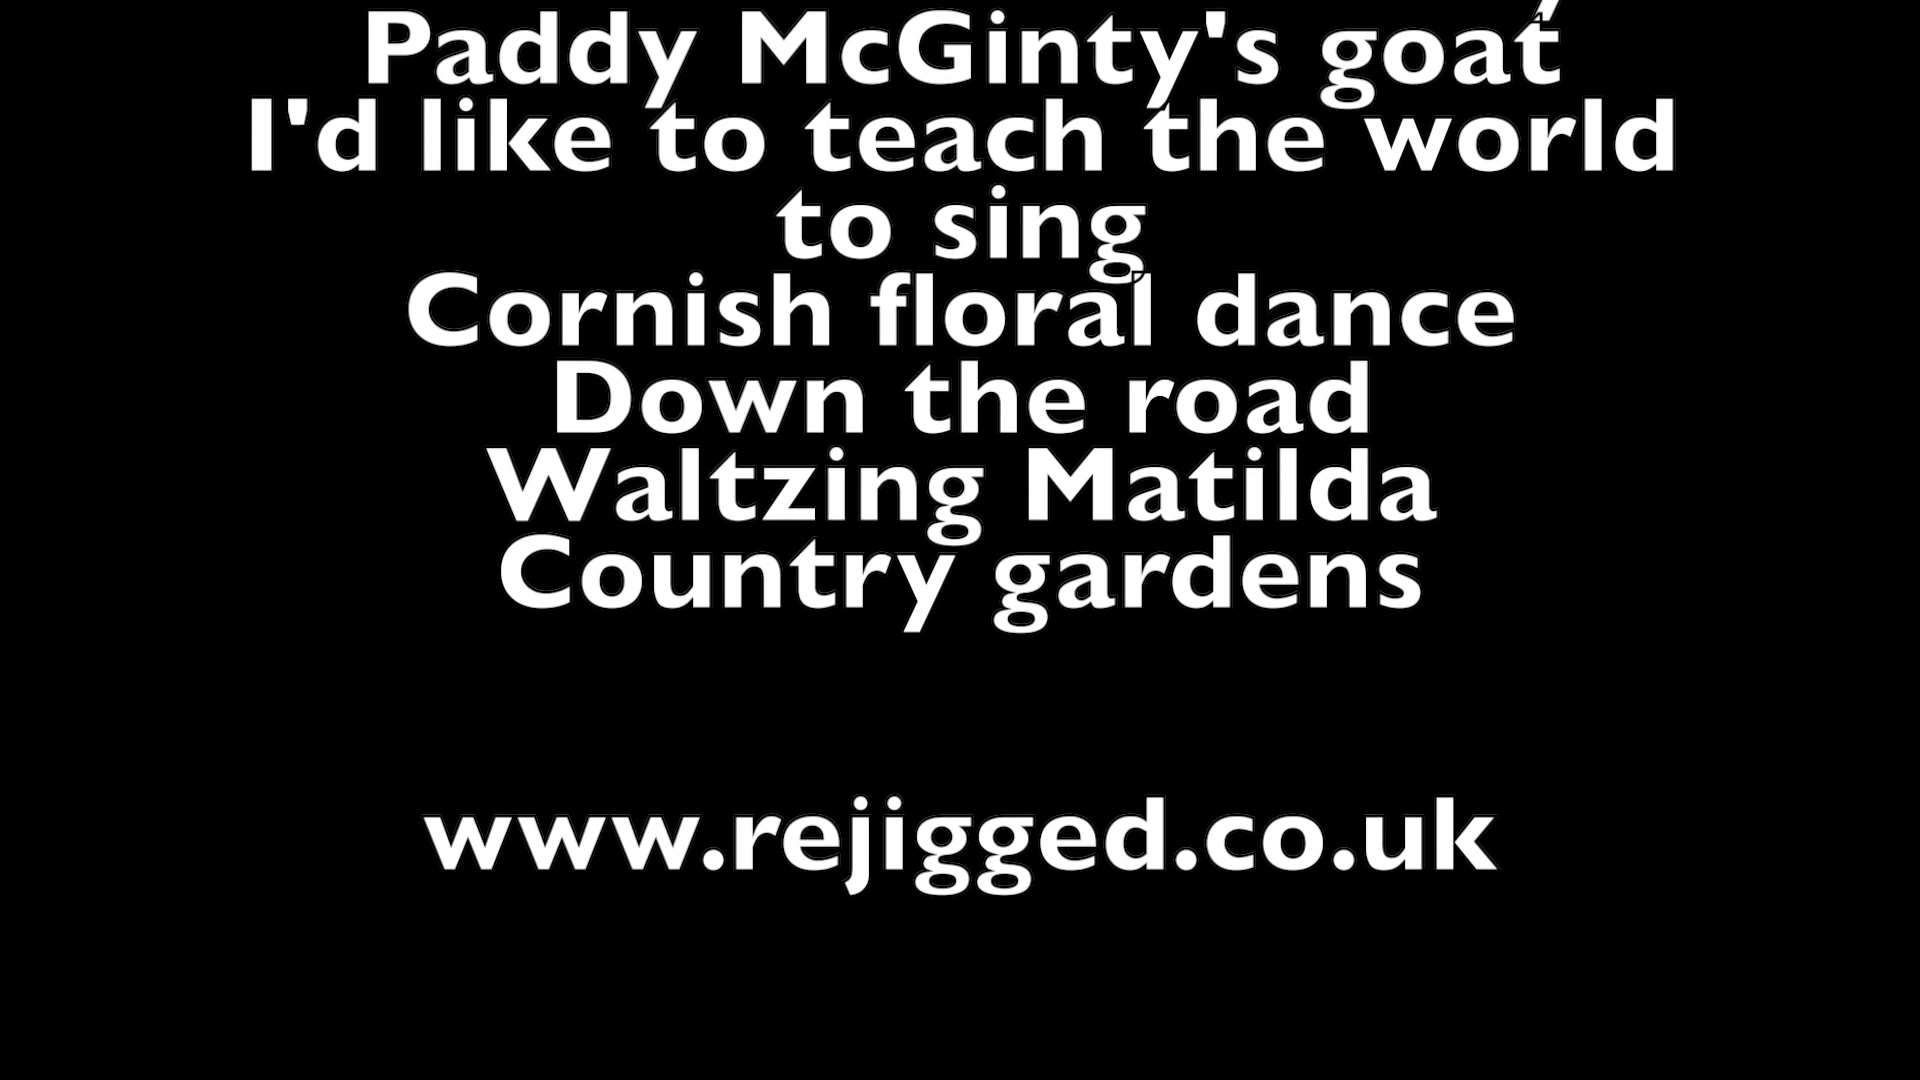 Paddy McGinty's goat
I'd like to teach the world
to sing
Cornish floral dance
Down the road
Waltzing Matilda
Country gardens
www.rejigged.co.uk